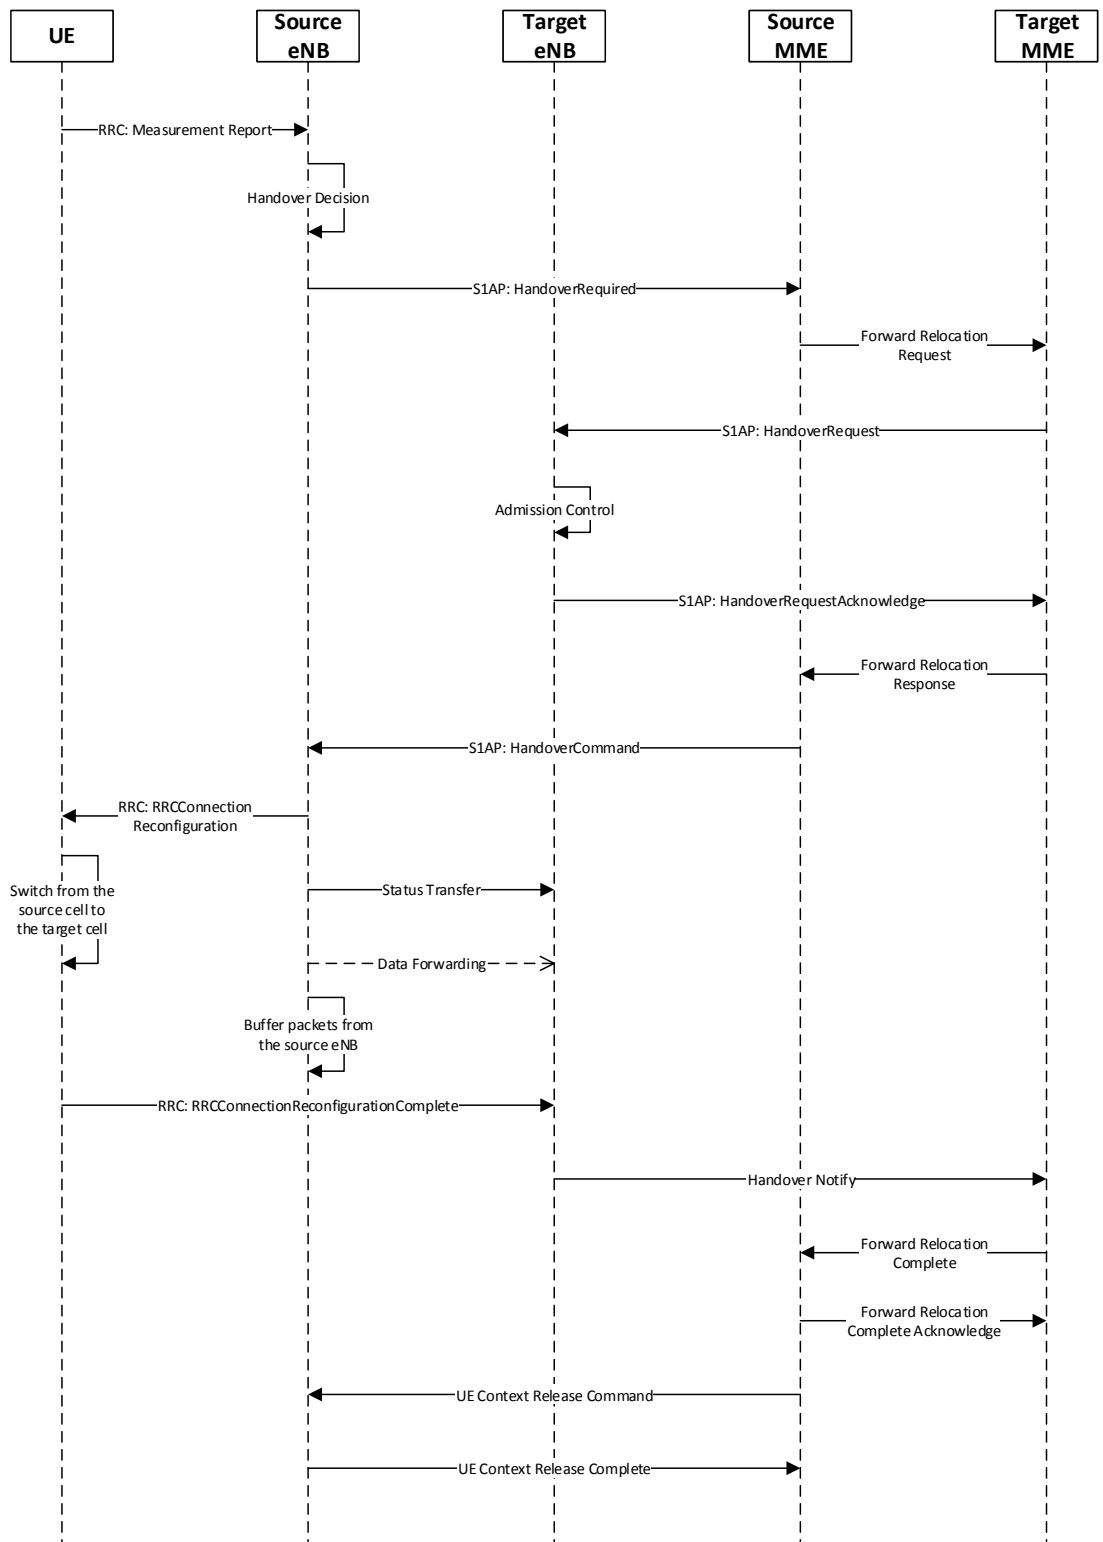 UE
Source
eNB
Target
eNB
Source
MME
Target
MME
RRC: Measurement Report
Handover Decision
S1AP: HandoverRequired
Forward Relocation
Request
S1AP: HandoverRequest
Admission Control
S1AP: HandoverRequestAcknowledge
Forward Relocation
Response
S1AP: HandoverCommand
RRC: RRCConnection
Reconfiguration
Switch from the
source cell to
the target cell
Status Transfer
Data Forwarding
Buffer packets from
the source eNB
RRC: RRCConnectionReconfigurationComplete
Handover Notify
Forward Relocation
Complete
Forward Relocation
Complete Acknowledge
UE Context Release Command
UE Context Release Complete